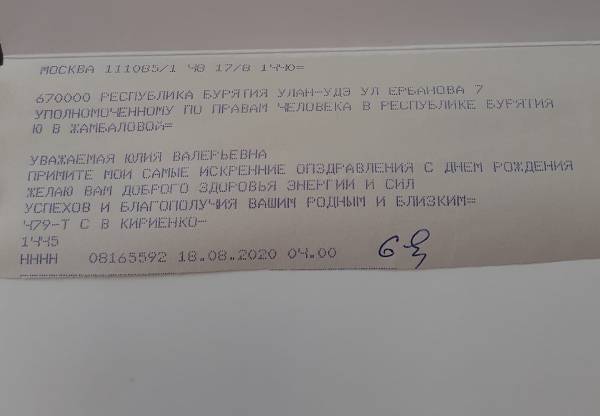 МОСКВА 111085/1 48 17/8 1440=
670000 РЕСПУБЛИКА БУРЯТИЯ УЛАН-УДЭ УЛ ЕРБАНОВА 7
УПОЛНОМОЧЕННОМУ ПО ПРАВАМ ЧЕЛОВЕКА В РЕСПУБЛИКЕ БУРЯТИЯ
Ю В ЖАМБАЛОВОЙ=
УВАЖАЕМАЯ ЮЛИЯ ВАЛЕРЬЕВНА
ПРИМИТЕ МОИ САМЫЕ ИСКРЕННИЕ ОПЗДРАВЛЕНИЯ С ДНЕМ РОЖДЕНИЯ
ЖЕЛАЮ ВАМ ДОБРОГО ЗДОРОВЬЯ ЭНЕРГИИ И СИЛ
УСПЕХОВ И БЛАГОПОЛУЧИЯ ВАШИМ РОДНЫМ И БЛИЗКИМ=
479-Т С В КИРИЕНКО-
1445
НННН 08165592 18.08.2020 04.00